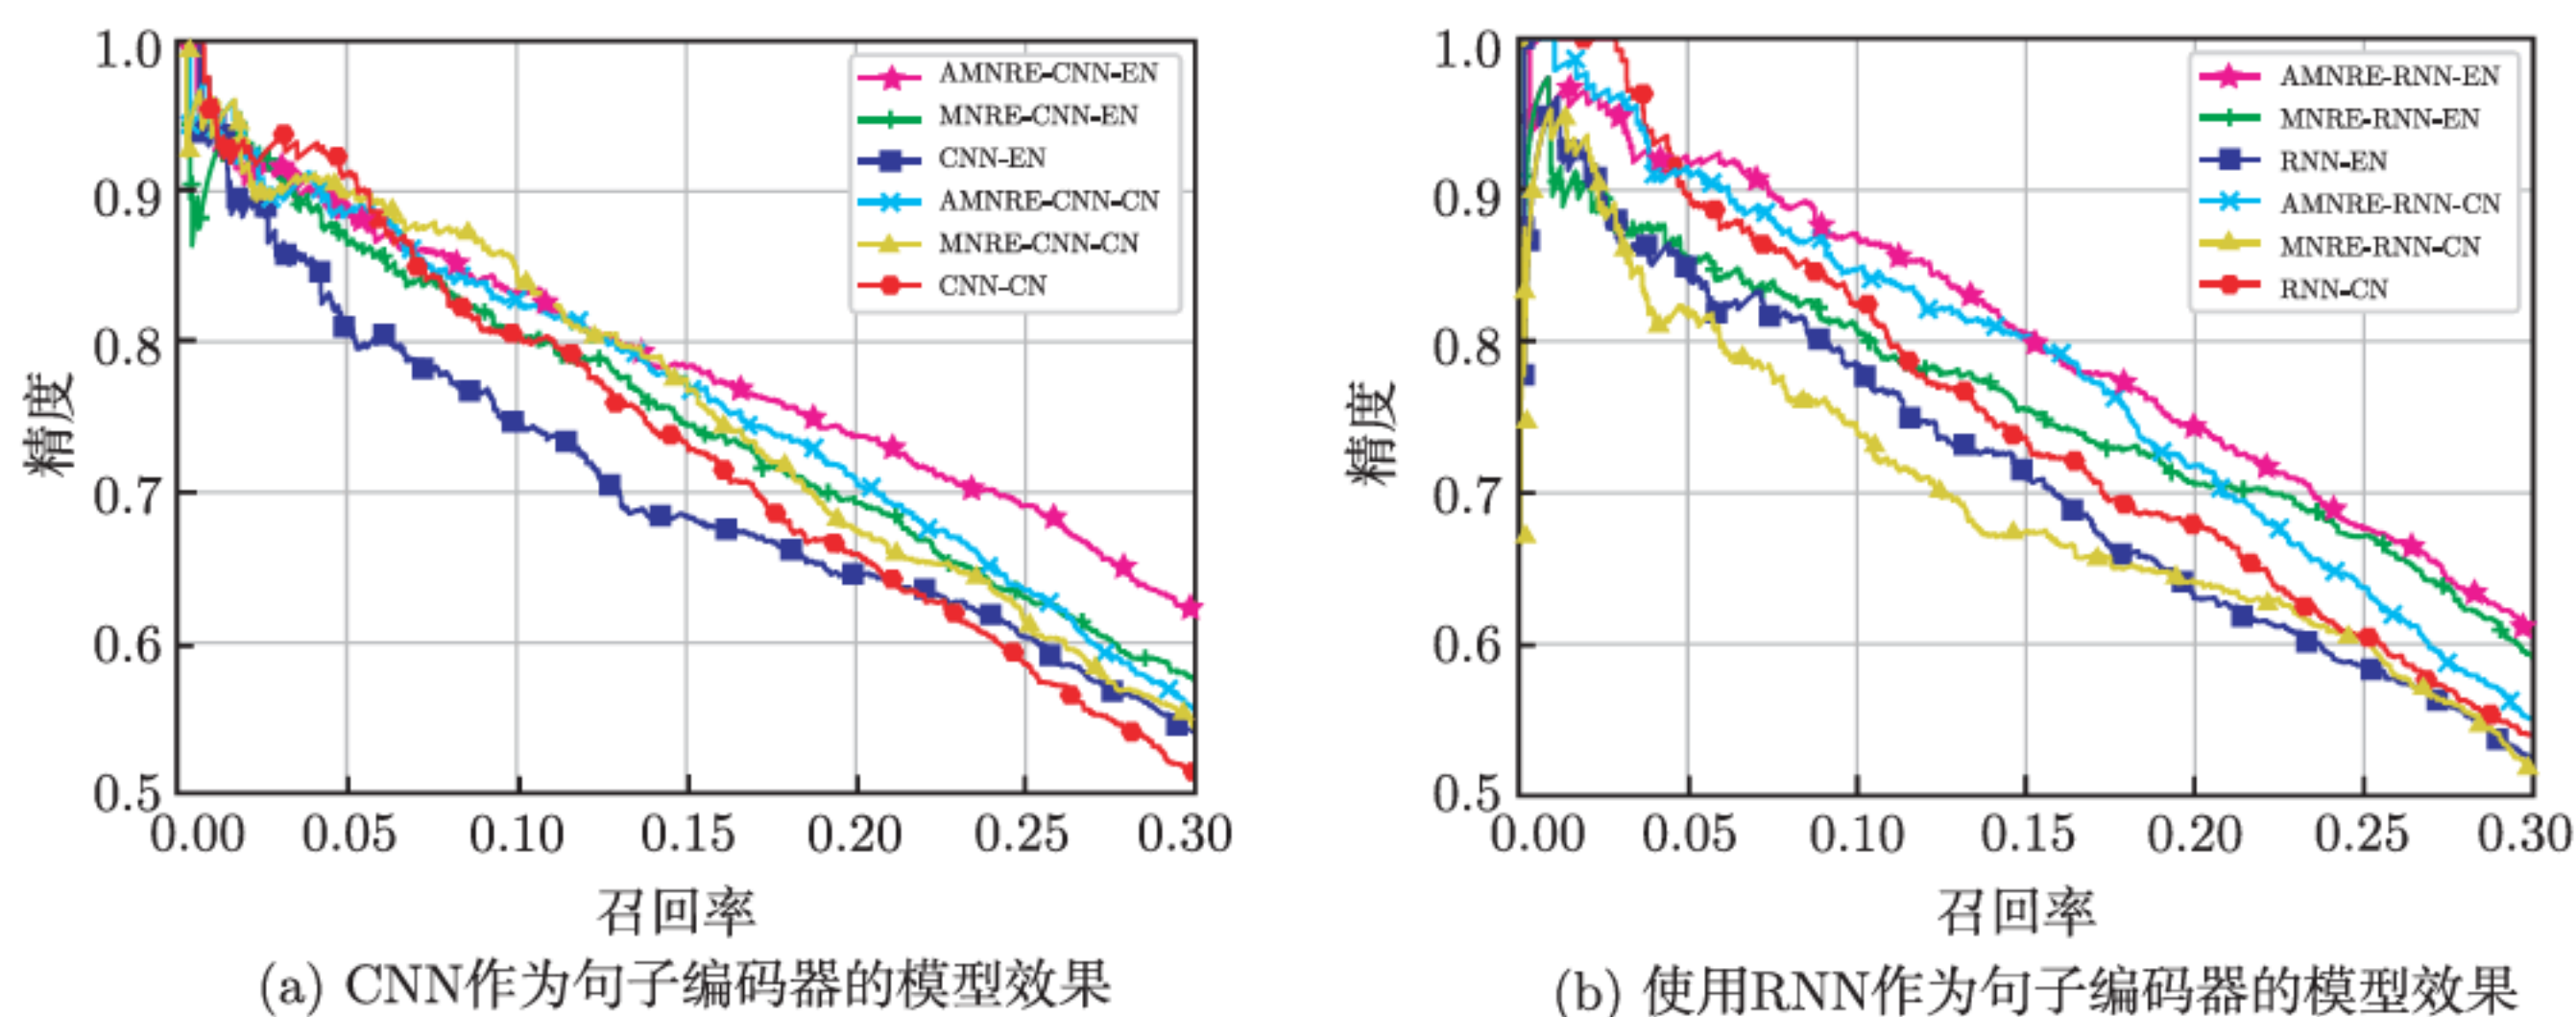 1.0
0.9
0.8
0.7
0.6
0.5
精度
AMNRE-CNN-EN
MNRE-CNN-EN
CNN-EN
AMNRE-CNN-CN
MNRE-CNN-CN
CNN-CN
0.00 0.05 0.10 0.15 0.20 0.25 0.30
召回率
(a) CNN作为句子编码器的模型效果
1.0
0.9
0.8
0.7
0.6
0.5
精度
AMNRE-RNN-EN
MNRE-RNN-EN
RNN-EN
AMNRE-RNN-CN
MNRE-RNN-CN
RNN-CN
0.00 0.05 0.10 0.15 0.20 0.25 0.30
召回率
(b) 使用RNN作为句子编码器的模型效果